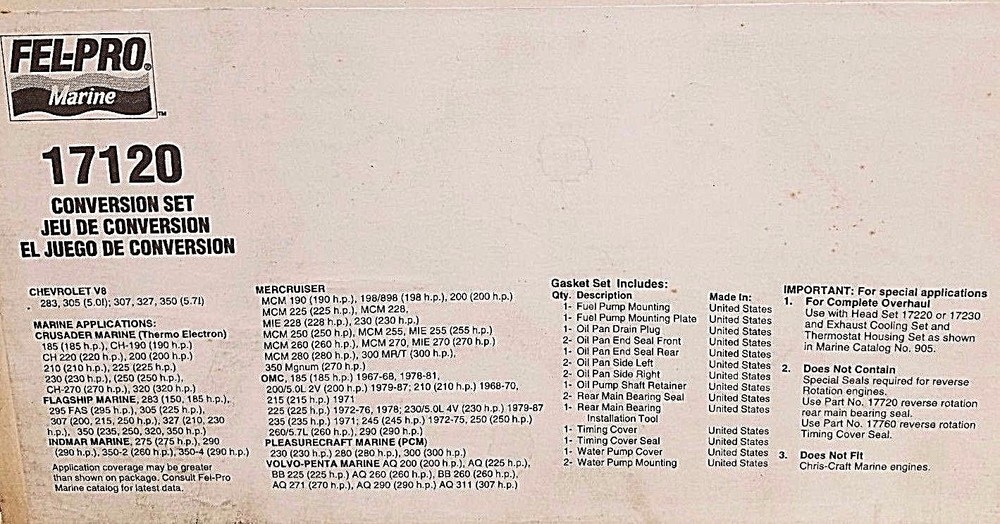 FEL-PRO®
Marine™
17120
CONVERSION SET
JEU DE CONVERSION
EL JUEGO DE CONVERSION
CHEVROLET V8
283, 305 (5.0l); 307, 327, 350 (5.7l)
MARINE APPLICATIONS:
CRUSADER MARINE (Thermo Electron)
185 (185 h.p.), CH-190 (190 h.p.)
CH 220 (220 h.p.), 200 (200 h.p.)
210 (210 h.p.), 225 (225 h.p.)
230 (230 h.p.), 250 (250 h.p.),
CH-270 (270 h.p.), 320 (320 h.p.)
FLAGSHIP MARINE, 283 (150, 185 h.p.),
295 FAS (295 h.p.), 305 (225 h.p.),
307 (200, 215, 250 h.p.), 327 (210, 230
h.p.), 350 (235, 250, 320, 350 h.p.)
INDMAR MARINE, 275 (275 h.p.), 290
(290 h.p.), 350-2 (260 h.p.), 350-4 (290 h.p.)
Application coverage may be greater
than shown on package. Consult Fel-Pro
Marine catalog for latest data.
MERCRUISER
MCM 190 (190 h.p.), 198/898 (198 h.p.), 200 (200 h.p.)
MCM 225 (225 h.p.), MCM 228,
MIE 228 (228 h.p.), 230 (230 h.p.)
MCM 250 (250 h.p.), MCM 255, MIE 255 (255 h.p.)
MCM 260 (260 h.p.), MCM 270, MIE 270 (270 h.p.)
MCM 280 (280 h.p.), 300 MR/T (300 h.p.),
350 Mgnum (270 h.p.)
OMC, 185 (185 h.p.) 1967-68, 1978-81,
200/5.0L 2V (200 h.p.) 1979-87; 210 (210 h.p.) 1968-70,
215 (215 h.p.) 1971
225 (225 h.p.) 1972-76, 1978; 230/5.0L 4V (230 h.p.) 1979-87
235 (235 h.p.) 1971; 245 (245 h.p.) 1972-75, 250 (250 h.p.)
260/5.7L (260 h.p.), 290 (290 h.p.)
PLEASURECRAFT MARINE (PCM)
230 (230 h.p.) 280 (280 h.p.), 300 (300 h.p.)
VOLVO-PENTA MARINE AQ 200 (200 h.p.), AQ (225 h.p.),
BB 225 (225 h.p.) AQ 260 (260 h.p.), BB 260 (260 h.p.),
AQ 271 (270 h.p.), AQ 290 (290 h.p.) AQ 311 (307 h.p.)
Gasket Set Includes:
Qty. Description Made In:
1- Fuel Pump Mounting United States
1- Fuel Pump Mounting Plate United States
1- Oil Pan Drain Plug United States
2- Oil Pan End Seal Front United States
1- Oil Pan End Seal Rear United States
2- Oil Pan Side Left United States
2- Oil Pan Side Right United States
1- Oil Pump Shaft Retainer United States
2- Rear Main Bearing Seal United States
1- Rear Main Bearing United States
Installation Tool
1- Timing Cover United States
1- Timing Cover Seal United States
1- Water Pump Cover United States
2- Water Pump Mounting United States
IMPORTANT: For special applications
1. For Complete Overhaul
Use with Head Set 17220 or 17230
and Exhaust Cooling Set and
Thermostat Housing Set as shown
in Marine Catalog No. 905.
2. Does Not Contain
Special Seals required for reverse
Rotation engines.
Use Part No. 17720 reverse rotation
rear main bearing seal.
Use Part No. 17760 reverse rotation
Timing Cover Seal.
3. Does Not Fit
Chris-Craft Marine engines.